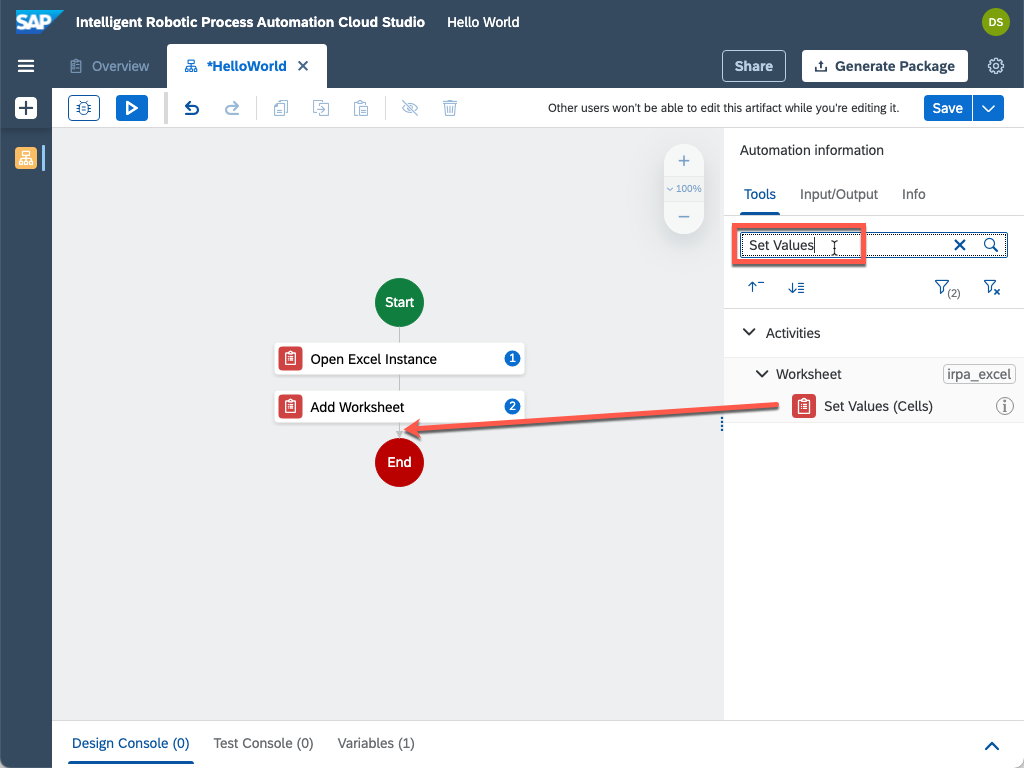 SAP Intelligent Robotic Process Automation Cloud Studio Hello World DS
Overview *HelloWorld Share Generate Package
Other users won't be able to edit this artifact while you're editing it. Save
Automation information
100%
Tools Input/Output Info
Set Values
(2)
Start
Activities
Open Excel Instance 1
Worksheet irpa_excel
Add Worksheet 2
Set Values (Cells)
End
Design Console (0) Test Console (0) Variables (1)